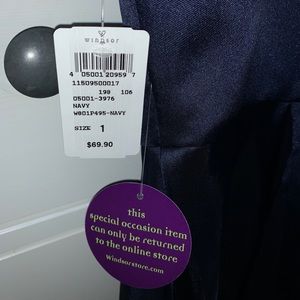 windsor
4 05001 20959 7
11509500017
198 106
05001-3976
NAVY
W801P495-NAVY
SIZE 1
$69.90
this
special occasion item
can only be returned
to the online store
Windsorstore.com